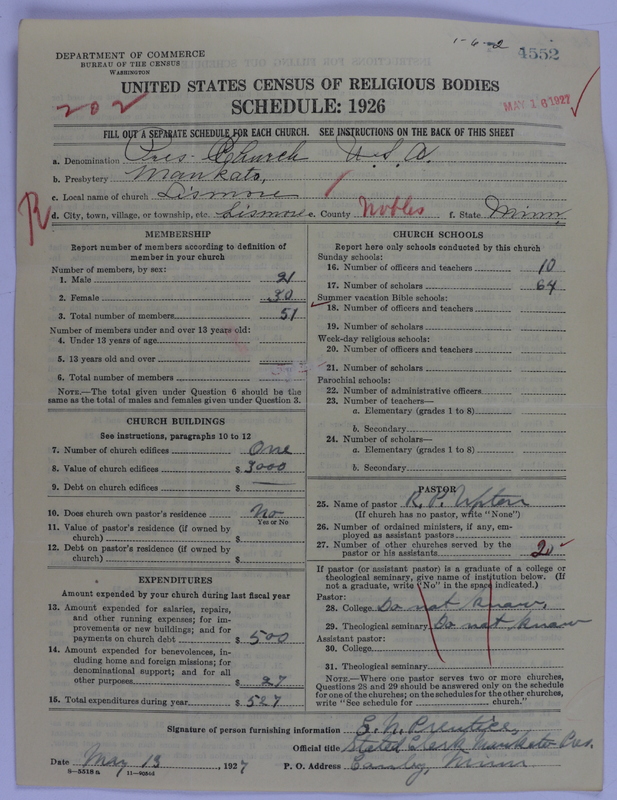 1-6-2
4552
DEPARTMENT OF COMMERCE
BUREAU OF THE CENSUS
WASHINGTON
UNITED STATES CENSUS OF RELIGIOUS BODIES
202
SCHEDULE: 1926
MAY 16 1927
FILL OUT A SEPARATE SCHEDULE FOR EACH CHURCH. SEE INSTRUCTIONS ON THE BACK OF THIS SHEET
a. Denomination Pres. Church U.S.A.
b. Presbytery Mankato,
c. Local name of church Lismore
R
d. City, town, village, or township, etc. Lismore e. County Nobles f. State Minn.
MEMBERSHIP
Report number of members according to definition of
member in your church
Number of members, by sex:
1. Male 21
2. Female 30
3. Total number of members 51
Number of members under and over 13 years old:
4. Under 13 years of age
5. 13 years old and over
6. Total number of members
NOTE.—The total given under Question 6 should be
same as the total of males and females given under Question 3.
CHURCH BUILDINGS
See instructions, paragraphs 10 to 12
7. Number of church edifices One
8. Value of church edifices $ 3000
9. Debt on church edifices $ —
10. Does church own pastor's residence No
Yes or No
11. Value of pastor's residence (if owned by
church) $
12. Debt on pastor's residence (if owned by
church) $
EXPENDITURES
Amount expended by your church during last fiscal year
13. Amount expended for salaries, repairs,
and other running expenses; for im-
provements or new buildings; and for
payments on church debt $ 500
14. Amount expended for benevolences, in-
cluding home and foreign missions; for
denominational support; and for all
other purposes $ 27
15. Total expenditures during year $ 527
CHURCH SCHOOLS
Report here only schools conducted by this church
Sunday schools:
16. Number of officers and teachers 10
17. Number of scholars 64
Summer vacation Bible schools:
18. Number of officers and teachers
19. Number of scholars
Week-day religious schools:
20. Number of officers and teachers
21. Number of scholars
Parochial schools:
22. Number of administrative officers
23. Number of teachers—
a. Elementary (grades 1 to 8)
b. Secondary
24. Number of scholars—
a. Elementary (grades 1 to 8)
b. Secondary
PASTOR
25. Name of pastor R. P. Upton
(If church has no pastor, write "None")
26. Number of ordained ministers, if any, em-
ployed as assistant pastors
27. Number of other churches served by the
pastor or his assistants 2
If pastor (or assistant pastor) is a graduate of a college or
theological seminary, give name of institution below. (If
not a graduate, write "No" in the space indicated.)
Pastor:
28. College Do not know
29. Theological seminary Do not know
Assistant pastor:
30. College
31. Theological seminary
NOTE.—Where one pastor serves two or more churches,
Questions 28 and 29 should be answered only on the schedule
for one of the churches; on the schedules for the other churches,
write "See schedule for church."
Signature of person furnishing information E. N. Prentice,
Official title Stated Clerk Mankato Pres.
Date May 13, 1927 P. O. Address Canby, Minn.
8—5518a 11—9056d